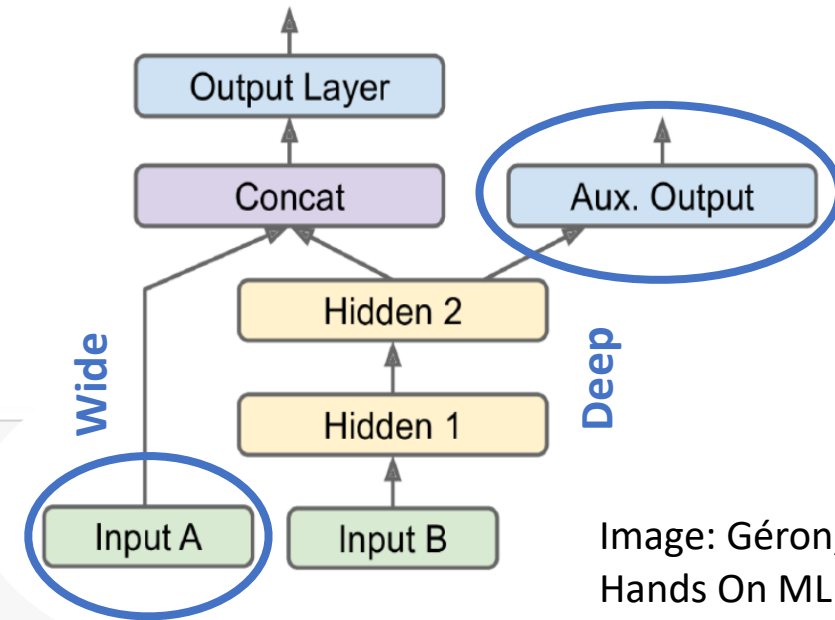 Output Layer
Concat
Aux. Output
Hidden 2
Wide
Deep
Hidden 1
Input A
Input B
Image: Géron,
Hands On ML